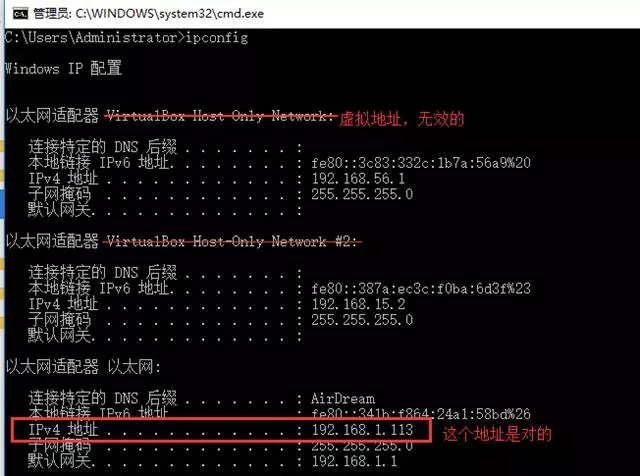 管理员: C:\WINDOWS\system32\cmd.exe
C:\Users\Administrator>ipconfig
Windows IP 配置
以太网适配器 VirtualBox Host-Only Network: 虚拟地址，无效的
连接特定的 DNS 后缀 . . . . . . . :
本地链接 IPv6 地址. . . . . . . . : fe80::3c83:332c:1b7a:56a9%20
IPv4 地址 . . . . . . . . . . . . : 192.168.56.1
子网掩码 . . . . . . . . . . . . : 255.255.255.0
默认网关. . . . . . . . . . . . . :
以太网适配器 VirtualBox Host-Only Network #2:
连接特定的 DNS 后缀 . . . . . . . :
本地链接 IPv6 地址. . . . . . . . : fe80::387a:ec3c:f0ba:6d3f%23
IPv4 地址 . . . . . . . . . . . . : 192.168.15.2
子网掩码 . . . . . . . . . . . . : 255.255.255.0
默认网关. . . . . . . . . . . . . :
以太网适配器 以太网:
连接特定的 DNS 后缀 . . . . . . . : AirDream
本地链接 IPv6 地址. . . . . . . . : fe80::341b:f864:24a1:58bd%26
IPv4 地址 . . . . . . . . . . . . : 192.168.1.113 这个地址是对的
子网掩码 . . . . . . . . . . . . : 255.255.255.0
默认网关. . . . . . . . . . . . . : 192.168.1.1